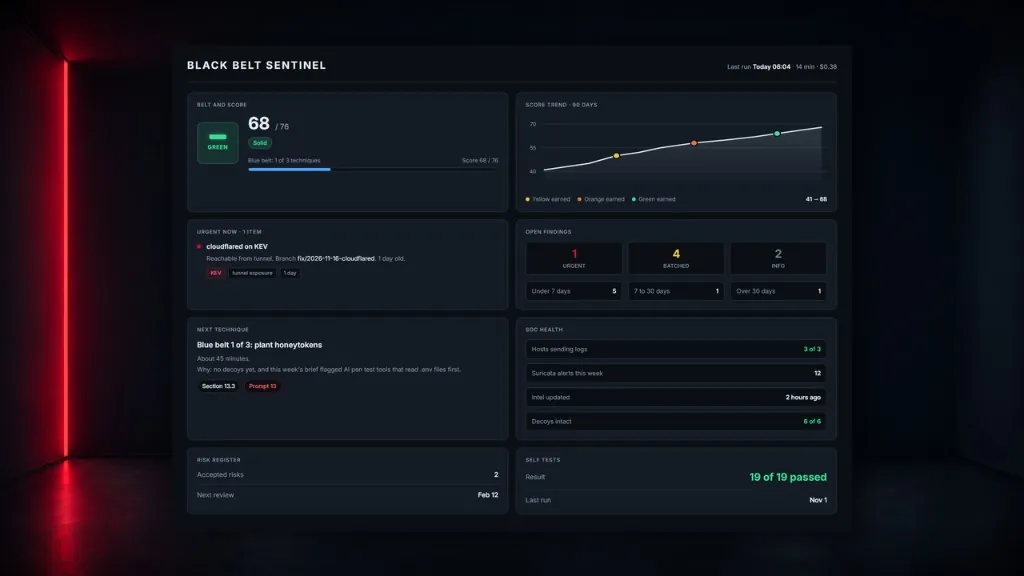 BLACK BELT SENTINEL
Last run Today 06:04 · 14 min · $0.38
BELT AND SCORE
GREEN
68 / 76
Solid
Blue belt: 1 of 3 techniques
Score 68 / 76
SCORE TREND · 90 DAYS
70
55
40
Yellow earned
Orange earned
Green earned
41 → 68
URGENT NOW · 1 ITEM
cloudflared on KEV
Reachable from tunnel. Branch fix/2026-11-16-cloudflared. 1 day old.
KEV
tunnel exposure
1 day
OPEN FINDINGS
1
URGENT
4
BATCHED
2
INFO
Under 7 days 5
7 to 30 days 1
Over 30 days 1
NEXT TECHNIQUE
Blue belt 1 of 3: plant honeytokens
About 45 minutes.
Why: no decoys yet, and this week's brief flagged AI pen test tools that read .env files first.
Section 13.3
Prompt 13
SOC HEALTH
Hosts sending logs 3 of 3
Suricata alerts this week 12
Intel updated 2 hours ago
Decoys intact 6 of 6
RISK REGISTER
Accepted risks 2
Next review Feb 12
SELF TESTS
Result 19 of 19 passed
Last run Nov 1